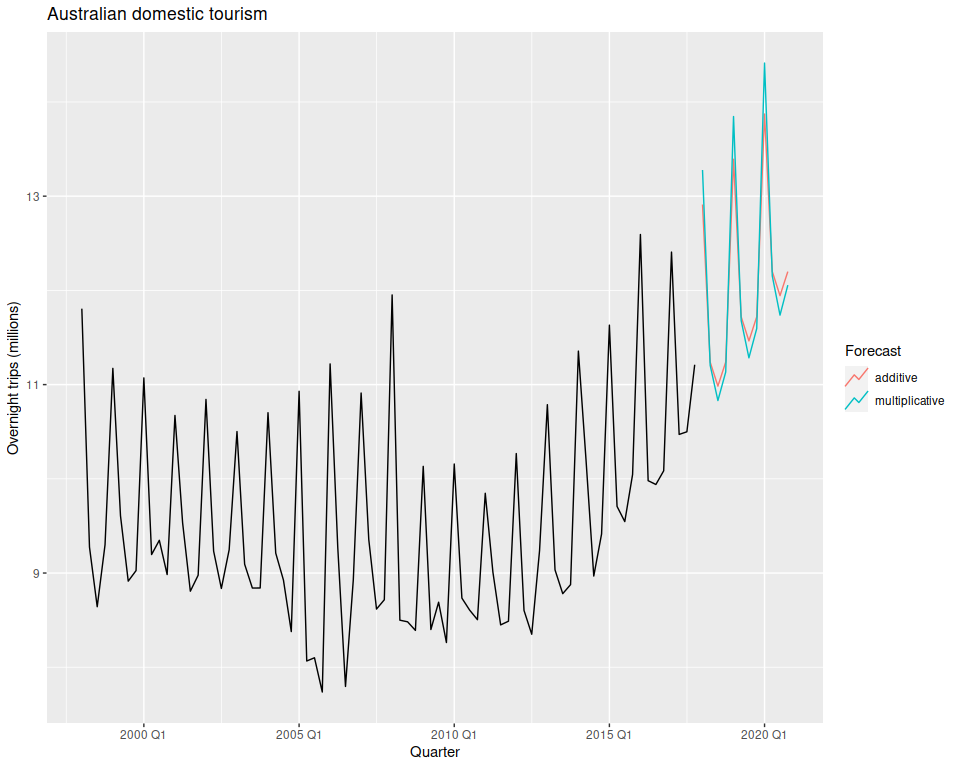 Australian domestic tourism
Overnight trips (millions)
13
11
9
2000 Q1
2005 Q1
2010 Q1
2015 Q1
2020 Q1
Quarter
Forecast
additive
multiplicative